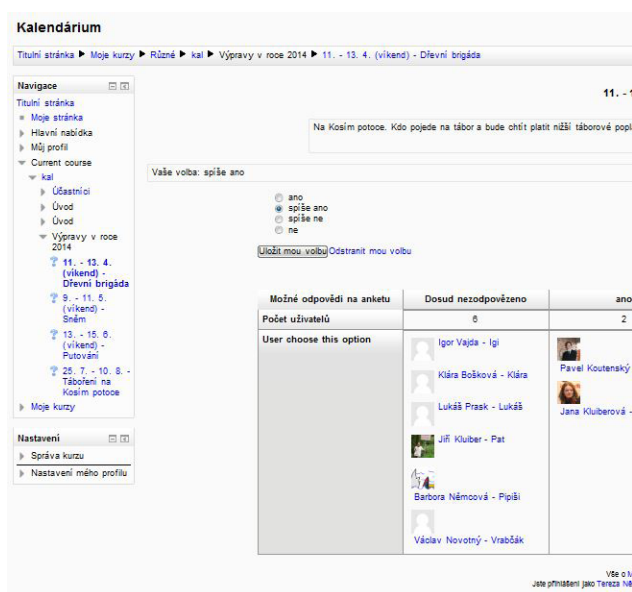 Kalendárium
Titulní stránka ► Moje kurzy ► Různé ► kal ► Výpravy v roce 2014 ► 11. - 13. 4. (víkend) - Dřevní brigáda
Navigace
Titulní stránka
Moje stránka
Hlavní nabídka
Můj profil
Current course
kal
Účastníci
Úvod
Úvod
Výpravy v roce
2014
11. - 13. 4.
(víkend) -
Dřevní brigáda
9. - 11. 5.
(víkend) -
Sněm
13. - 15. 6.
(víkend) -
Putování
25. 7. - 10. 8. -
Táboření na
Kosím potoce
Moje kurzy
Nastavení
Správa kurzu
Nastavení mého profilu
11. - 1
Na Kosím potoce. Kdo pojede na tábor a bude chtít platit nižší táborové popl
Vaše volba: spíše ano
ano
spíše ano
spíše ne
ne
Uložit mou volbu Odstranit mou volbu
Možné odpovědi na anketu Dosud nezodpovězeno ano
Počet uživatelů 6 2
User choose this option
Igor Vajda - Igi
Klára Bošková - Klára
Lukáš Prask - Lukáš
Jiří Kluiber - Pat
Barbora Němcová - Pipiši
Václav Novotný - Vrabčák
Pavel Koutenský
Jana Kluiberová -
Vše o M
Jste přihlášeni jako Tereza Ně